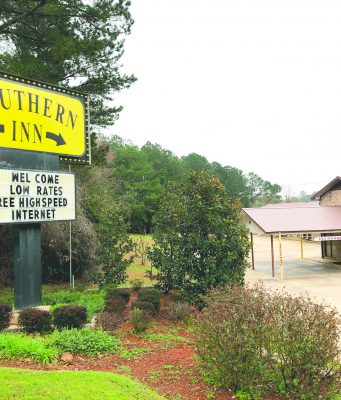 UTHERN
INN
WEL COME
LOW RATES
REE HIGHSPEED
INTERNET